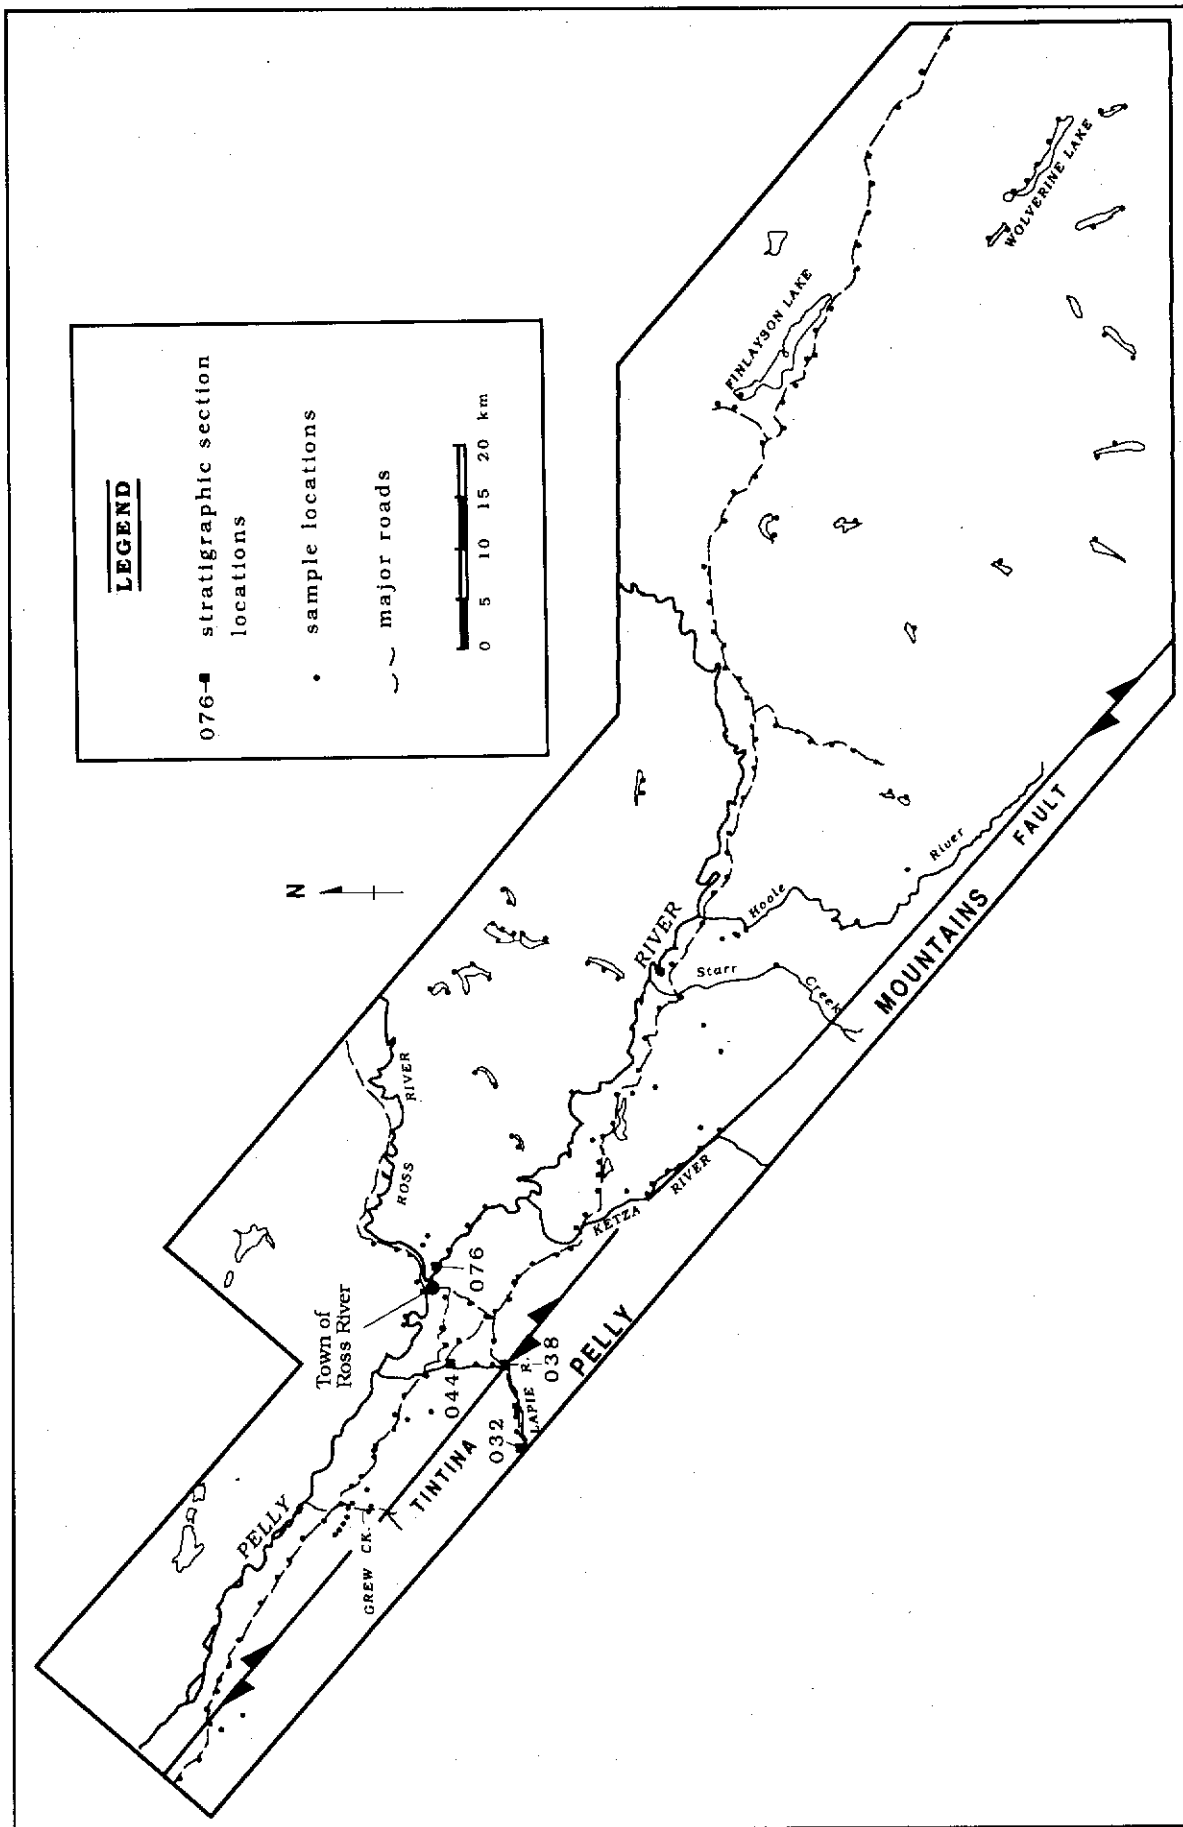 LEGEND
076-■ stratigraphic section
locations
• sample locations
major roads
0 5 10 15 20 km
N
Town of
Ross River
ROSS
RIVER
PELLY
RIVER
FINLAYSON LAKE
WOLVERINE LAKE
GREW CK.
TINTINA
FAULT
PELLY
MOUNTAINS
LAPIE R.
KETZA
RIVER
Starr
Creek
Hoole
River
032
038
044
076